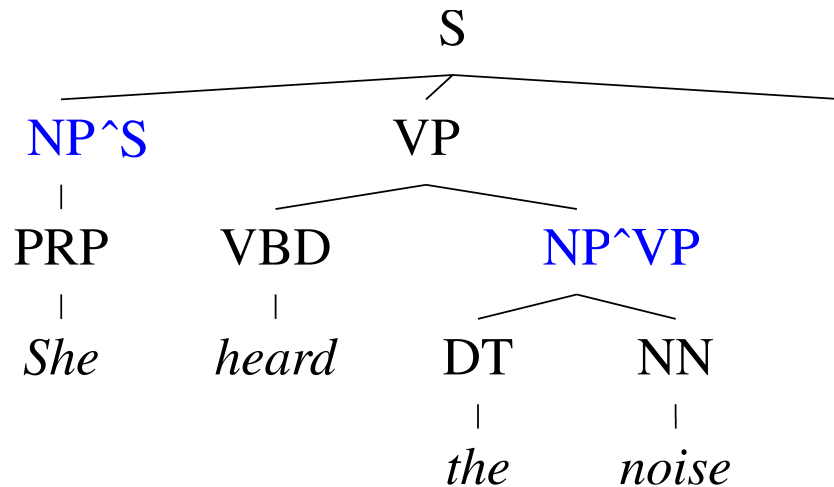 S
NP^S VP
PRP VBD NP^VP
She heard DT NN
the noise